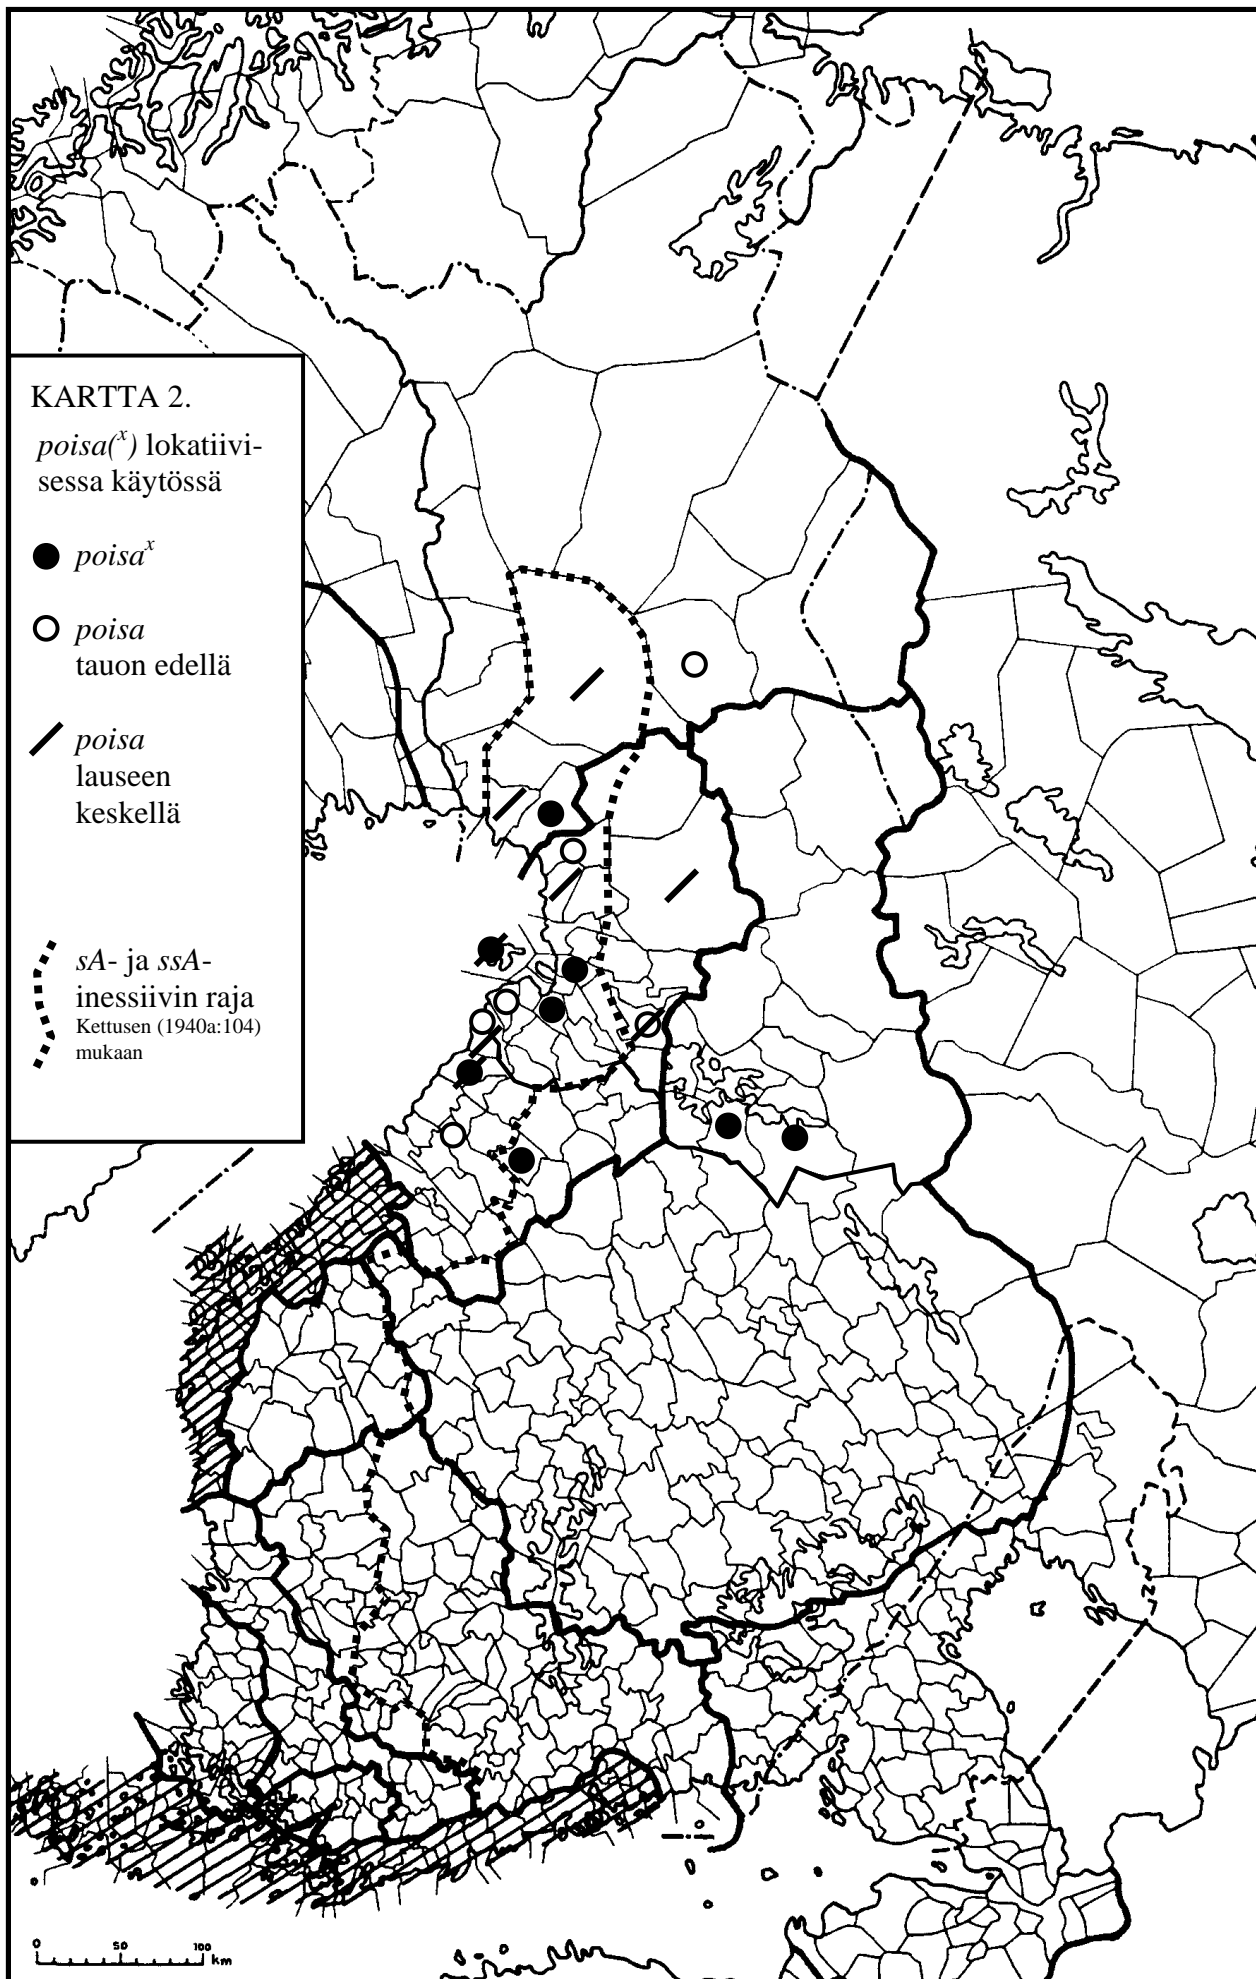 KARTTA 2.
poisa(x) lokatiivi-
sessa käytössä
poisax
poisa
tauon edellä
poisa
lauseen
keskellä
sA- ja ssA-
inessiivin raja
Kettusen (1940a:104)
mukaan
0 50 100
km